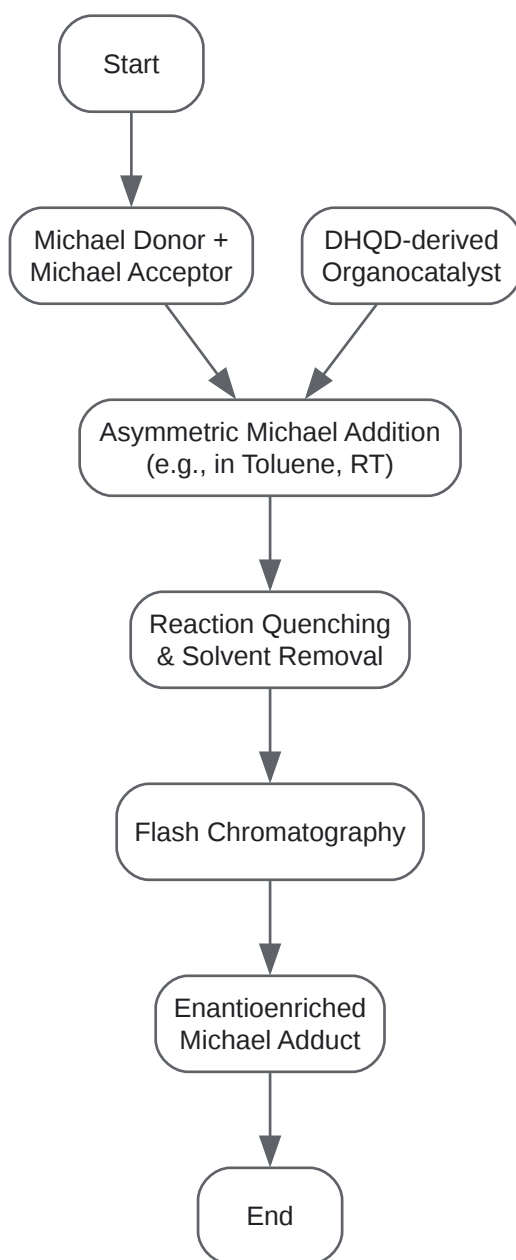 Start
Michael Donor +
Michael Acceptor
DHQD-derived
Organocatalyst
Asymmetric Michael Addition
(e.g., in Toluene, RT)
Reaction Quenching
& Solvent Removal
Flash Chromatography
Enantioenriched
Michael Adduct
End